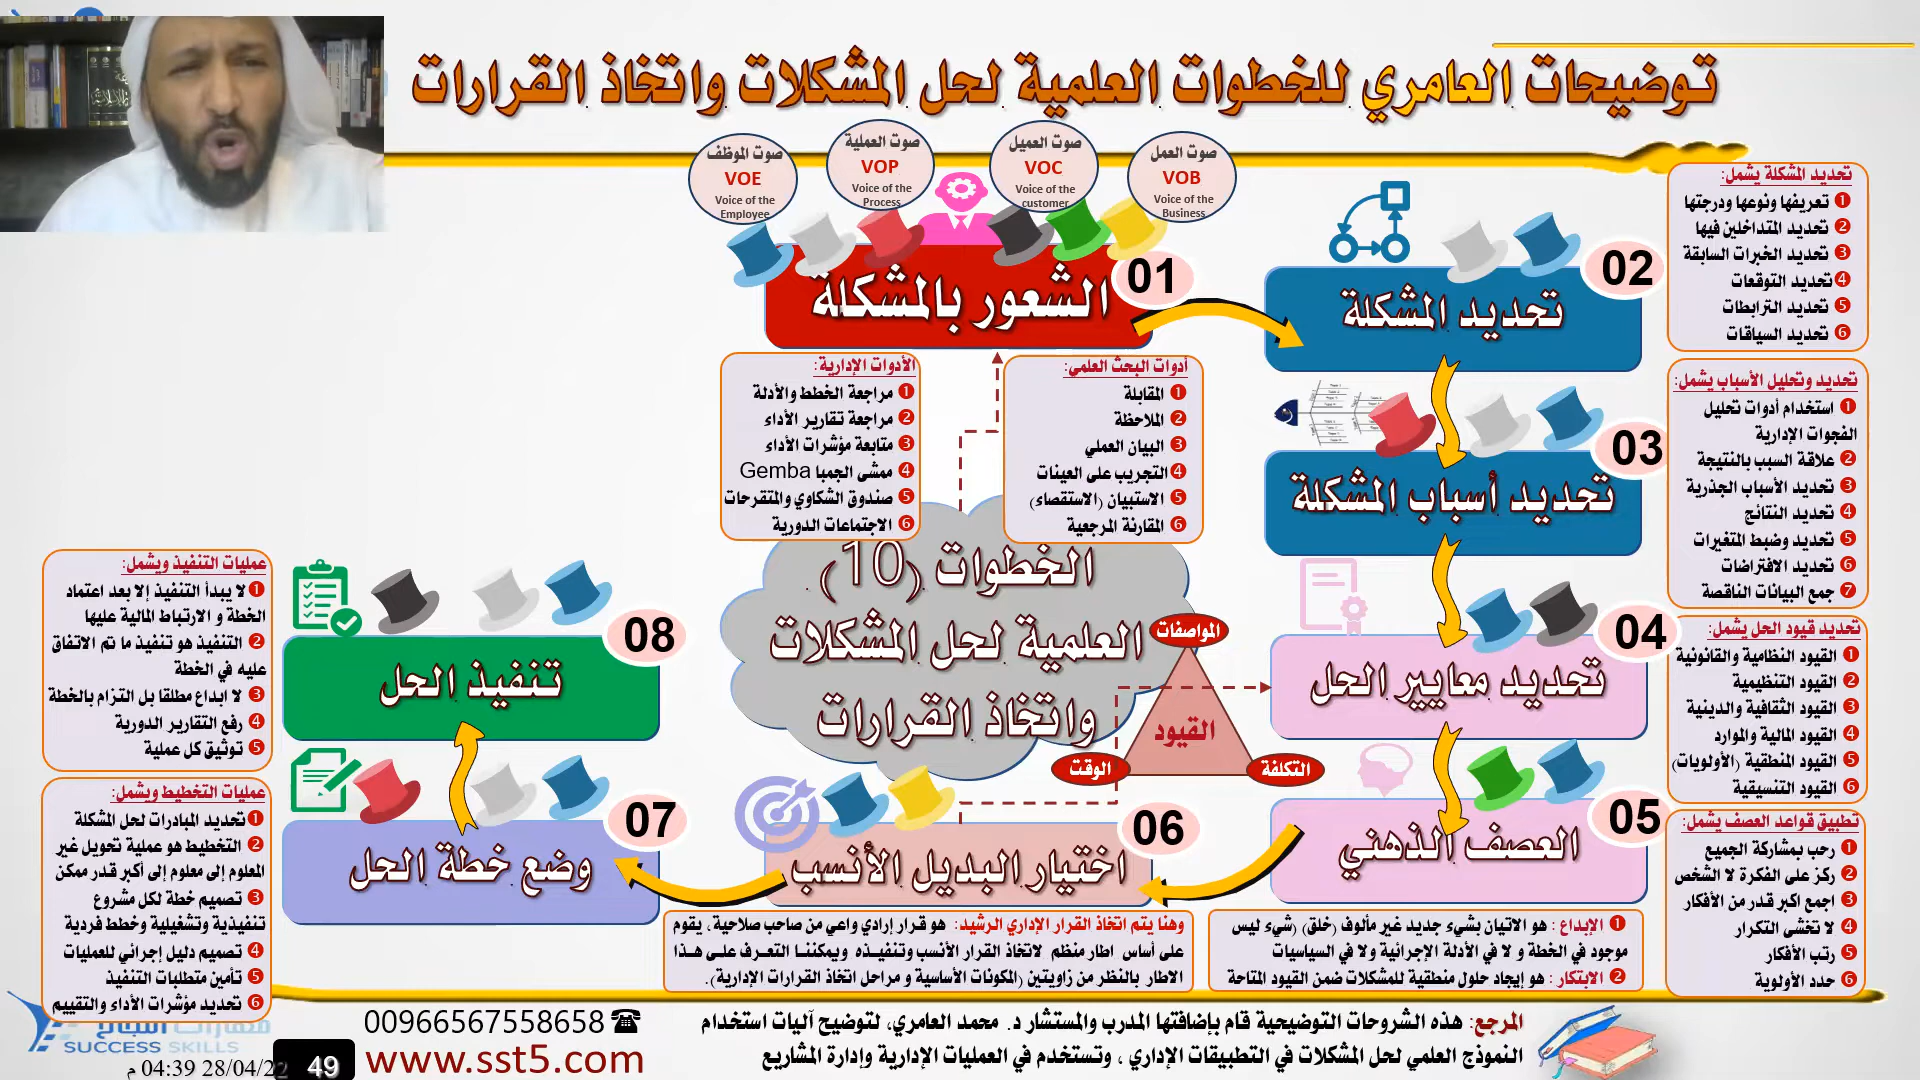 توضيحات العامري للخطوات العلمية لحل المشكلات واتخاذ القرارات
صوت العمل
VOB
Voice of the
Business
صوت العميل
VOC
Voice of the
customer
صوت العملية
VOP
Voice of the
Process
صوت الموظف
VOE
Voice of the
Employee
01
الشعور بالمشكلة
أدوات البحث العلمي:
1 المقابلة
2 الملاحظة
3 البيان العملي
4 التجريب على العينات
5 الاستبيان (الاستقصاء)
6 المقارنة المرجعية
الأدوات الإدارية:
1 مراجعة الخطط والأدلة
2 مراجعة تقارير الأداء
3 متابعة مؤشرات الأداء
4 ممشى الجمبا Gemba
5 صندوق الشكاوي والمتقرحات
6 الاجتماعات الدورية
02
تحديد المشكلة
تحديد المشكلة يشمل:
1 تعريفها ونوعها ودرجتها
2 تحديد المتداخلين فيها
3 تحديد الخبرات السابقة
4 تحديد التوقعات
5 تحديد الترابطات
6 تحديد السياقات
03
تحديد أسباب المشكلة
تحديد وتحليل الأسباب يشمل:
1 استخدام أدوات تحليل
الفجوات الإدارية
2 علاقة السبب بالنتيجة
3 تحديد الأسباب الجذرية
4 تحديد النتائج
5 تحديد وضبط المتغيرات
6 تحديد الافتراضات
7 جمع البيانات الناقصة
04
تحديد معايير الحل
تحديد قيود الحل يشمل:
1 القيود النظامية والقانونية
2 القيود التنظيمية
3 القيود الثقافية والدينية
4 القيود المالية والموارد
5 القيود المنطقية (الأولويات)
6 القيود التنسيقية
05
العصف الذهني
تطبيق قواعد العصف يشمل:
1 رحب بمشاركة الجميع
2 ركز على الفكرة لا الشخص
3 اجمع اكبر قدر من الأفكار
4 لا تخشى التكرار
5 رتب الأفكار
6 حدد الأولوية
1 الإبداع : هو الاتيان بشيء جديد غير مألوف (خلق) (شيء ليس
موجود في الخطة و لا في الأدلة الإجرائية ولا في السياسيات
2 الابتكار : هو إيجاد حلول منطقية للمشكلات ضمن القيود المتاحة
الخطوات (10)
العلمية لحل المشكلات
واتخاذ القرارات
المواصفات
القيود
الوقت
التكلفة
06
اختيار البديل الأنسب
وهنا يتم اتخاذ القرار الإداري الرشيد: هو قرار إرادي واعي من صاحب صلاحية، يقوم
على أساس اطار منظم لاتخاذ القرار الأنسب وتنفيذه ويمكننا التعرف على هذا
الاطار بالنظر من زاويتين (المكونات الأساسية و مراحل اتخاذ القرارات الإدارية).
07
وضع خطة الحل
عمليات التخطيط ويشمل:
1 تحديد المبادرات لحل المشكلة
2 التخطيط هو عملية تحويل غير
المعلوم إلى معلوم إلى أكبر قدر ممكن
3 تصميم خطة لكل مشروع
تنفيذية وتشغيلية وخطط فردية
4 تصميم دليل إجرائي للعمليات
5 تأمين متطلبات التنفيذ
6 تحديد مؤشرات الأداء والتقييم
08
تنفيذ الحل
عمليات التنفيذ ويشمل:
1 لا يبدأ التنفيذ إلا بعد اعتماد
الخطة و الارتباط المالية عليها
2 التنفيذ هو تنفيذ ما تم الاتفاق
عليه في الخطة
3 لا ابداع مطلقا بل التزام بالخطة
4 رفع التقارير الدورية
5 توثيق كل عملية
المرجع: هذه الشروحات التوضيحية قام بإضافتها المدرب والمستشار د. محمد العامري، لتوضيح آليات استخدام
النموذج العلمي لحل المشكلات في التطبيقات الإداري ، وتستخدم في العمليات الإدارية وإدارة المشاريع
00966567558658
www.sst5.com
SUCCESS SKILLS
49
04:39 28/04/22 م